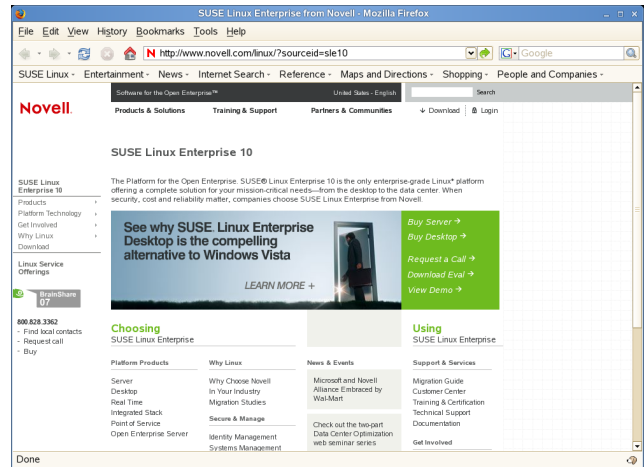 SUSE Linux Enterprise from Novell - Mozilla Firefox
File Edit View History Bookmarks Tools Help
N http://www.novell.com/linux/?sourceid=sle10
G Google
SUSE Linux Entertainment News Internet Search Reference Maps and Directions Shopping People and Companies
Software for the Open Enterprise™ United States - English Search
Novell.
Products & Solutions Training & Support Partners & Communities Download Login
SUSE Linux Enterprise 10
The Platform for the Open Enterprise. SUSE® Linux Enterprise 10 is the only enterprise-grade Linux* platform
offering a complete solution for your mission-critical needs—from the desktop to the data center. When
security, cost and reliability matter, companies choose SUSE Linux Enterprise from Novell.
SUSE Linux
Enterprise 10
Products
Platform Technology
Get Involved
Why Linux
Download
Linux Service
Offerings
BrainShare
07
800.828.3362
- Find local contacts
- Request call
- Buy
See why SUSE Linux Enterprise
Desktop is the compelling
alternative to Windows Vista
LEARN MORE +
Buy Server →
Buy Desktop →
Request a Call →
Download Eval →
View Demo →
Choosing
SUSE Linux Enterprise
Using
SUSE Linux Enterprise
Platform Products
Server
Desktop
Real Time
Integrated Stack
Point of Service
Open Enterprise Server
Why Linux
Why Choose Novell
In Your Industry
Migration Studies
Secure & Manage
Identity Management
Systems Management
News & Events
Microsoft and Novell
Alliance Embraced by
Wal-Mart
Check out the two-part
Data Center Optimization
web seminar series
Support & Services
Migration Guide
Customer Center
Training & Certification
Technical Support
Documentation
Get Involved
Done